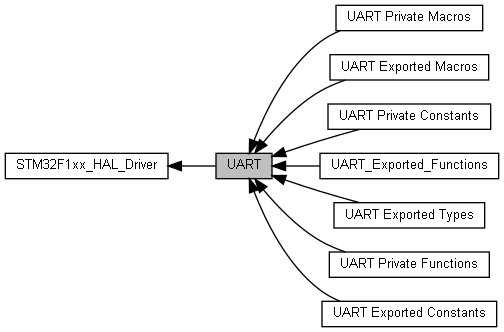 UART Private Macros
UART Exported Macros
UART Private Constants
STM32F1xx_HAL_Driver
UART
UART_Exported_Functions
UART Exported Types
UART Private Functions
UART Exported Constants